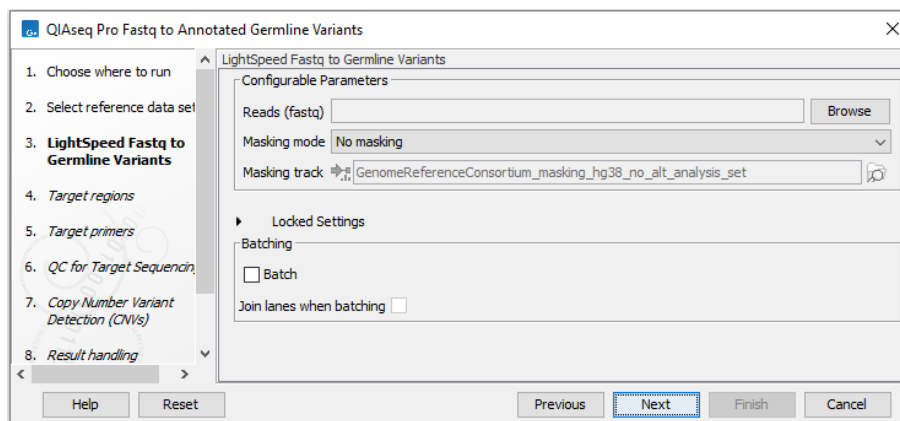 QIAseq Pro Fastq to Annotated Germline Variants
1. Choose where to run
2. Select reference data set
3. LightSpeed Fastq to
Germline Variants
4. Target regions
5. Target primers
6. QC for Target Sequencing
7. Copy Number Variant
Detection (CNVs)
8. Result handling
LightSpeed Fastq to Germline Variants
Configurable Parameters
Reads (fastq)
Browse
Masking mode No masking
Masking track GenomeReferenceConsortium_masking_hg38_no_alt_analysis_set
Locked Settings
Batching
Batch
Join lanes when batching
Help Reset Previous Next Finish Cancel